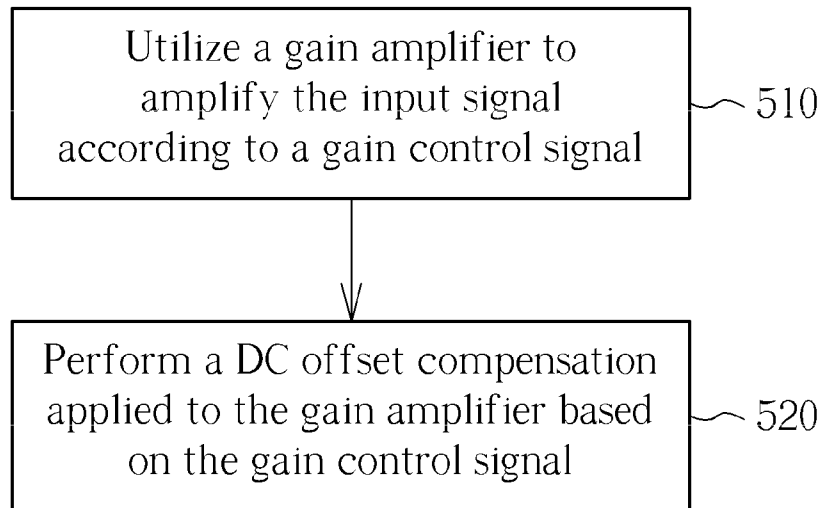 Utilize a gain amplifier to
amplify the input signal
according to a gain control signal
510
Perform a DC offset compensation
applied to the gain amplifier based
on the gain control signal
520